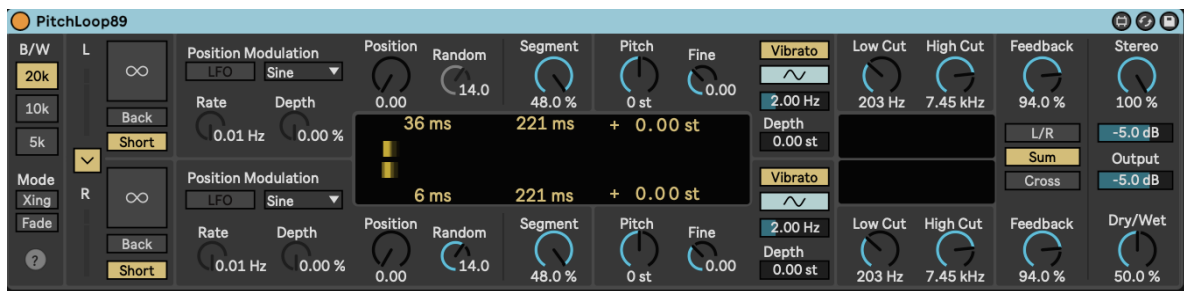 PitchLoop89
B/W L Position Modulation Position Random Segment Pitch Fine Vibrato Low Cut High Cut Feedback Stereo
20k ∞ LFO Sine
Rate Depth 0.00 14.0 48.0 % 0 st 0.00 2.00 Hz 203 Hz 7.45 kHz 94.0 % 100 %
10k Back 0.01 Hz 0.00 % 36 ms 221 ms + 0.00 st Depth
5k Short 0.00 st L/R -5.0 dB
Sum Output
Mode R Position Modulation Vibrato Cross -5.0 dB
Xing ∞ LFO Sine 6 ms 221 ms + 0.00 st
Fade Rate Depth Position Random Segment Pitch Fine 2.00 Hz Low Cut High Cut Feedback Dry/Wet
? Back Depth
Short 0.01 Hz 0.00 % 0.00 14.0 48.0 % 0 st 0.00 0.00 st 203 Hz 7.45 kHz 94.0 % 50.0 %